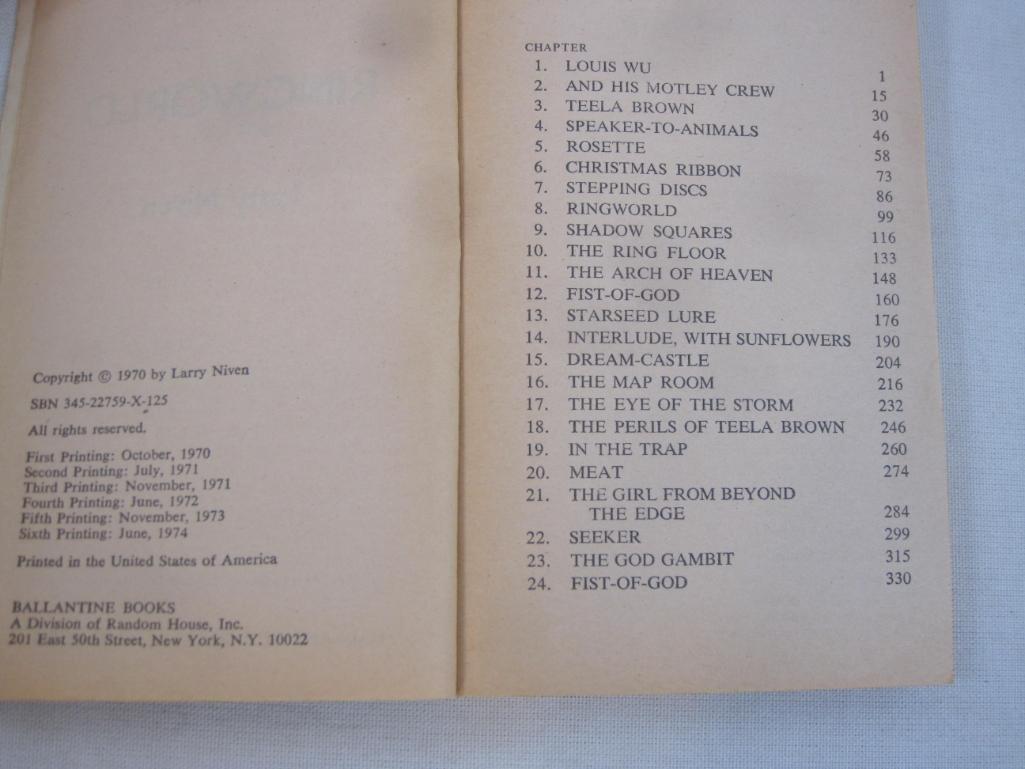 Copyright © 1970 by Larry Niven
SBN 345-22759-X-125
All rights reserved.
First Printing: October, 1970
Second Printing: July, 1971
Third Printing: November, 1971
Fourth Printing: June, 1972
Fifth Printing: November, 1973
Sixth Printing: June, 1974
Printed in the United States of America
BALLANTINE BOOKS
A Division of Random House, Inc.
201 East 50th Street, New York, N.Y. 10022
CHAPTER
1. LOUIS WU 1
2. AND HIS MOTLEY CREW 15
3. TEELA BROWN 30
4. SPEAKER-TO-ANIMALS 46
5. ROSETTE 58
6. CHRISTMAS RIBBON 73
7. STEPPING DISCS 86
8. RINGWORLD 99
9. SHADOW SQUARES 116
10. THE RING FLOOR 133
11. THE ARCH OF HEAVEN 148
12. FIST-OF-GOD 160
13. STARSEED LURE 176
14. INTERLUDE, WITH SUNFLOWERS 190
15. DREAM-CASTLE 204
16. THE MAP ROOM 216
17. THE EYE OF THE STORM 232
18. THE PERILS OF TEELA BROWN 246
19. IN THE TRAP 260
20. MEAT 274
21. THE GIRL FROM BEYOND
THE EDGE 284
22. SEEKER 299
23. THE GOD GAMBIT 315
24. FIST-OF-GOD 330